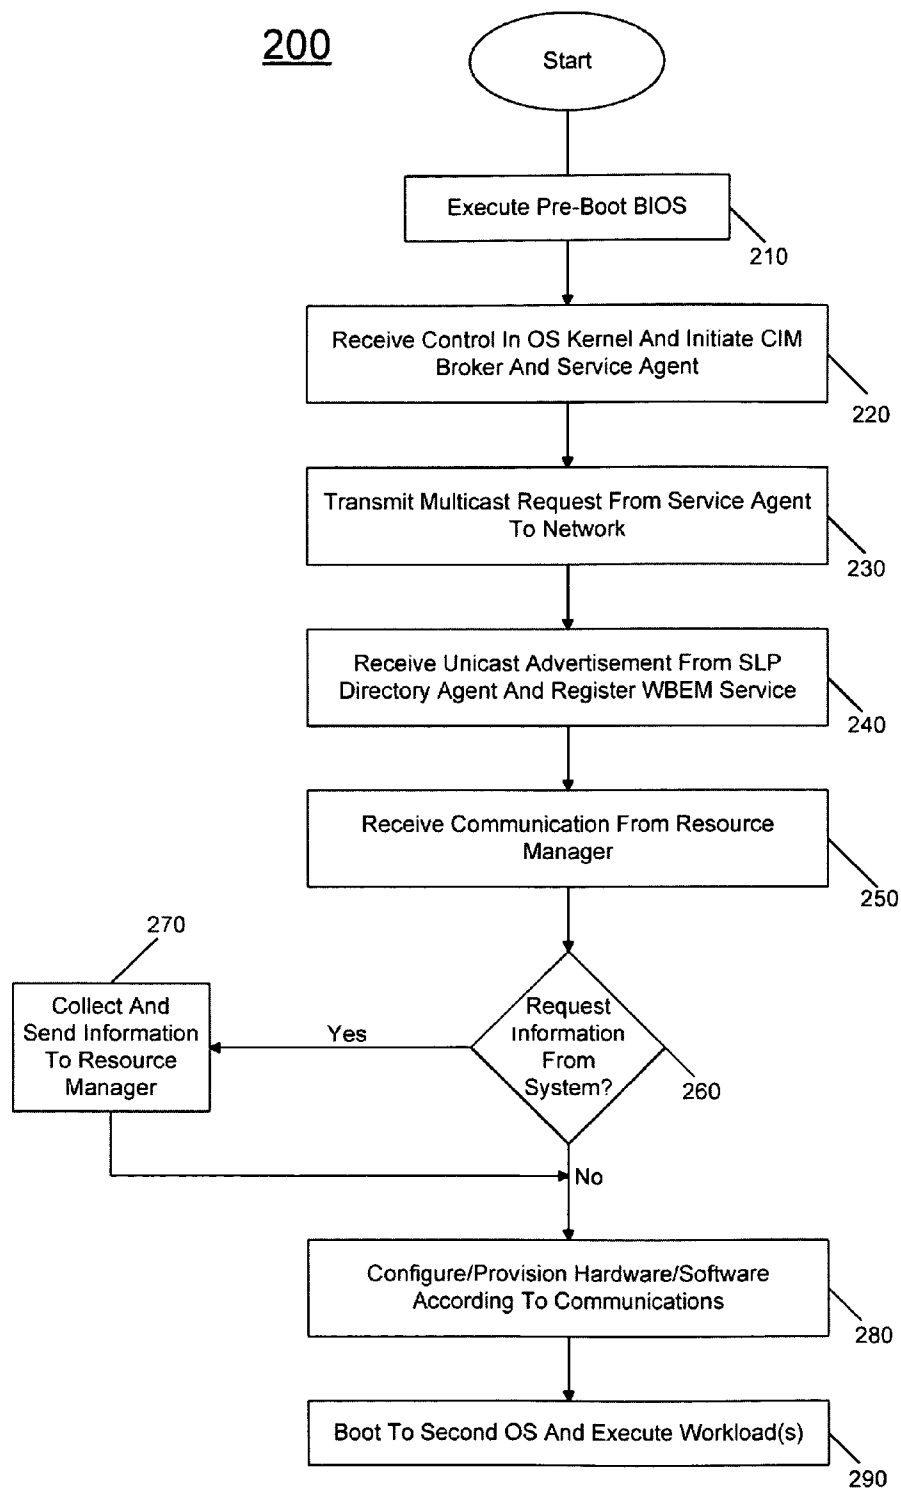 200
Start
Execute Pre-Boot BIOS
210
Receive Control In OS Kernel And Initiate CIM
Broker And Service Agent
220
Transmit Multicast Request From Service Agent
To Network
230
Receive Unicast Advertisement From SLP
Directory Agent And Register WBEM Service
240
Receive Communication From Resource
Manager
250
Request
Information
From
System?
260
Yes
270
Collect And
Send Information
To Resource
Manager
No
Configure/Provision Hardware/Software
According To Communications
280
Boot To Second OS And Execute Workload(s)
290